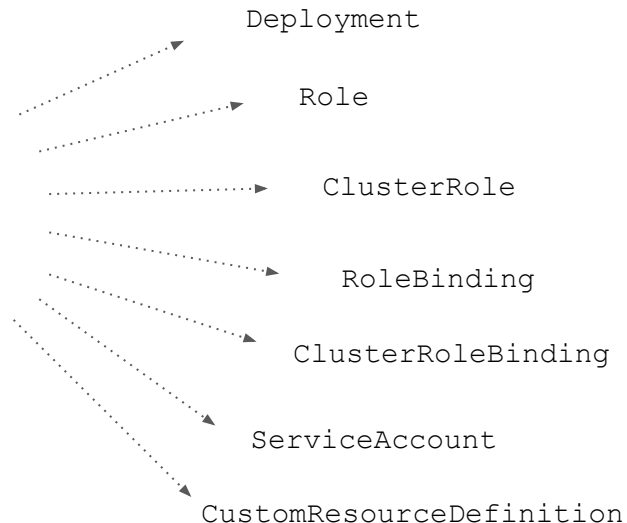 Deployment
Role
ClusterRole
RoleBinding
ClusterRoleBinding
ServiceAccount
CustomResourceDefinition